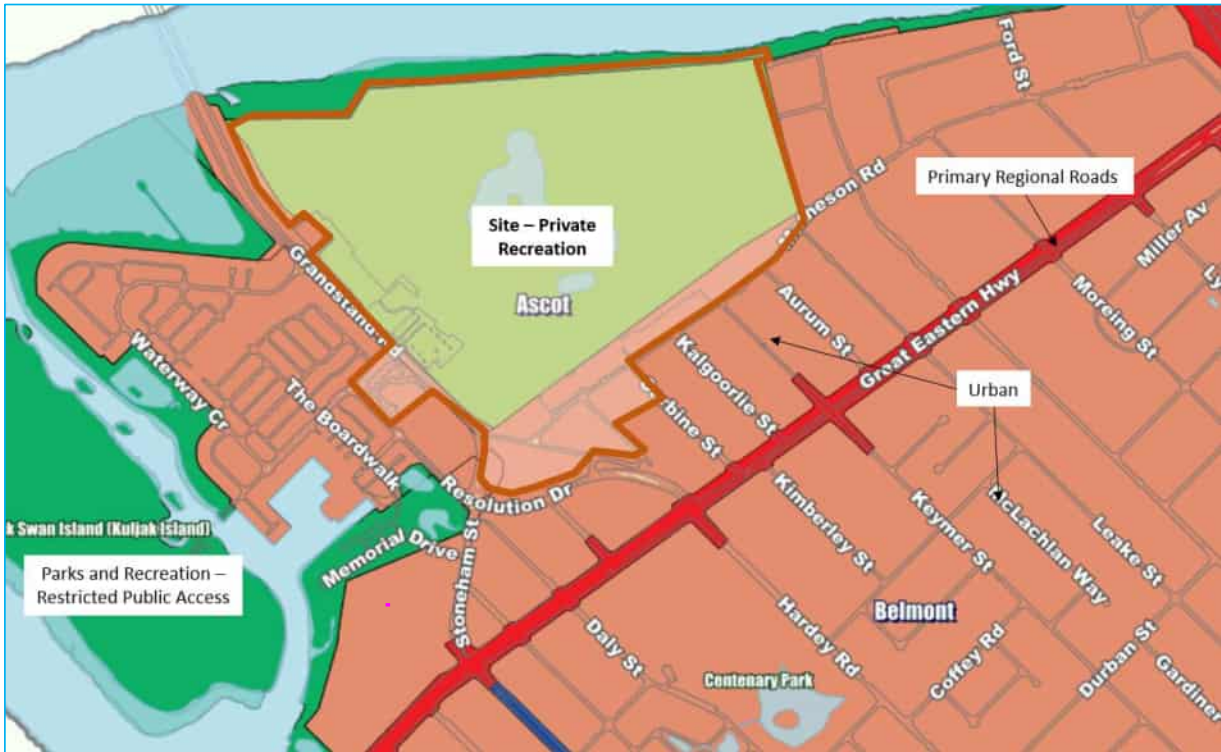 Ford St
Primary Regional Roads
Miller Av
Site – Private
Recreation
Ascot
Moreing St
Great Eastern Hwy
Aurum St
Kalgoorlie St
Urban
Waterway Cr
The Boardwalk
Resolution Dr
Memorial Drive
Stoneham St
Kimberley St
Keymer St
McLachlan Way
Leake St
k Swan Island (Kuljak Island)
Parks and Recreation –
Restricted Public Access
Belmont
Daly St
Hardey Rd
Coffey Rd
Durban St
Gardiner
Centenary Park
Ly